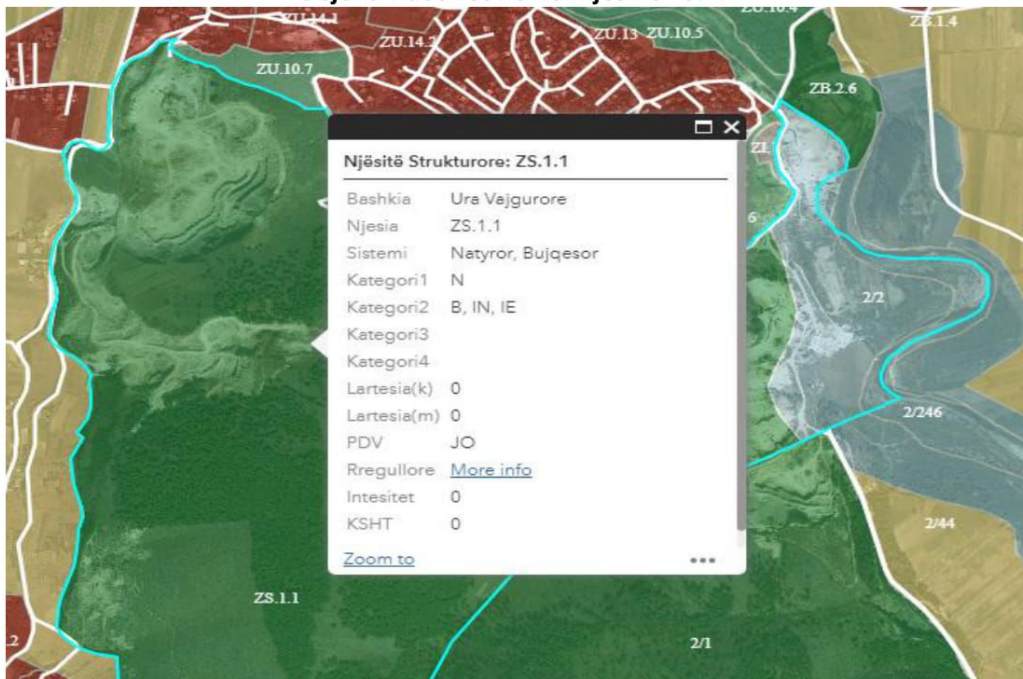 ZU.14.1
ZU.10.4
ZB.1.4
ZU.14.2
ZU.13
ZU.10.5
ZU.10.7
ZB.2.6
Njësitë Strukturore: ZS.1.1
Bashkia Ura Vajgurore
Njesia ZS.1.1
Sistemi Natyror, Bujqesor
Kategori1 N
Kategori2 B, IN, IE
Kategori3
Kategori4
Lartesia(k) 0
Lartesia(m) 0
PDV JO
Rregullore More info
Intesitet 0
KSHT 0
Zoom to
2/2
2/246
2/44
ZS.1.1
2/1